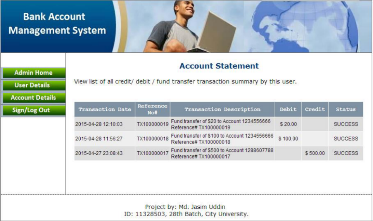 Bank Account
Management System
Admin Home
User Details
Account Details
Sign/Log Out
Account Statement
View list of all credit/ debit / fund transfer transaction summary by this user.
Transaction Date Reference No# Transaction Description Debit Credit Status
2015-04-28 12:10:03 TX100000019 Fund transfer of $20 to Account 1234556666 Reference# TX100000019 $ 20.00 SUCCESS
2015-04-28 11:55:27 TX100000018 Fund transfer of $100 to Account 1234556666 Reference# TX100000018 $ 100.00 SUCCESS
2015-04-27 23:08:43 TX100000017 Fund transfer of $500 to Account 1288607788 Reference# TX100000017 $ 500.00 SUCCESS
Project by: Md. Jasim Uddin
ID: 11328503, 28th Batch, City University.